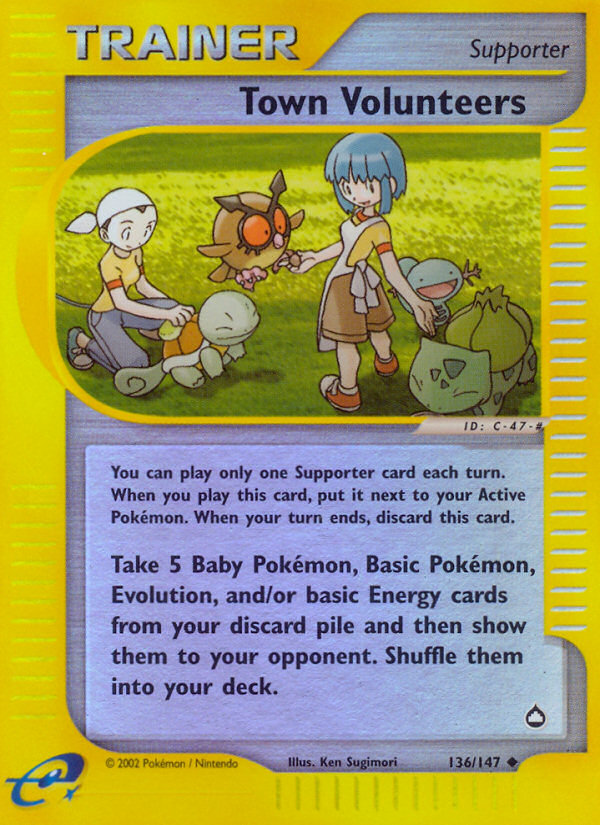 TRAINER
Supporter
Town Volunteers
ID: C-47-#
You can play only one Supporter card each turn.
When you play this card, put it next to your Active
Pokémon. When your turn ends, discard this card.
Take 5 Baby Pokémon, Basic Pokémon,
Evolution, and/or basic Energy cards
from your discard pile and then show
them to your opponent. Shuffle them
into your deck.
© 2002 Pokémon / Nintendo
Illus. Ken Sugimori
136/147